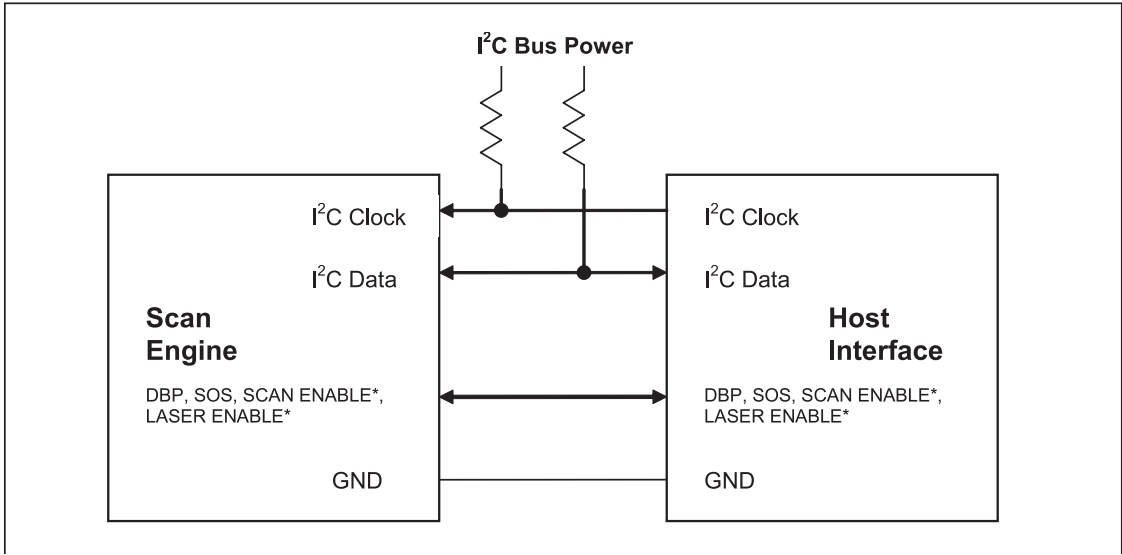 I²C Bus Power
I²C Clock
I²C Clock
I²C Data
I²C Data
Scan
Engine
Host
Interface
DBP, SOS, SCAN ENABLE*,
LASER ENABLE*
DBP, SOS, SCAN ENABLE*,
LASER ENABLE*
GND
GND